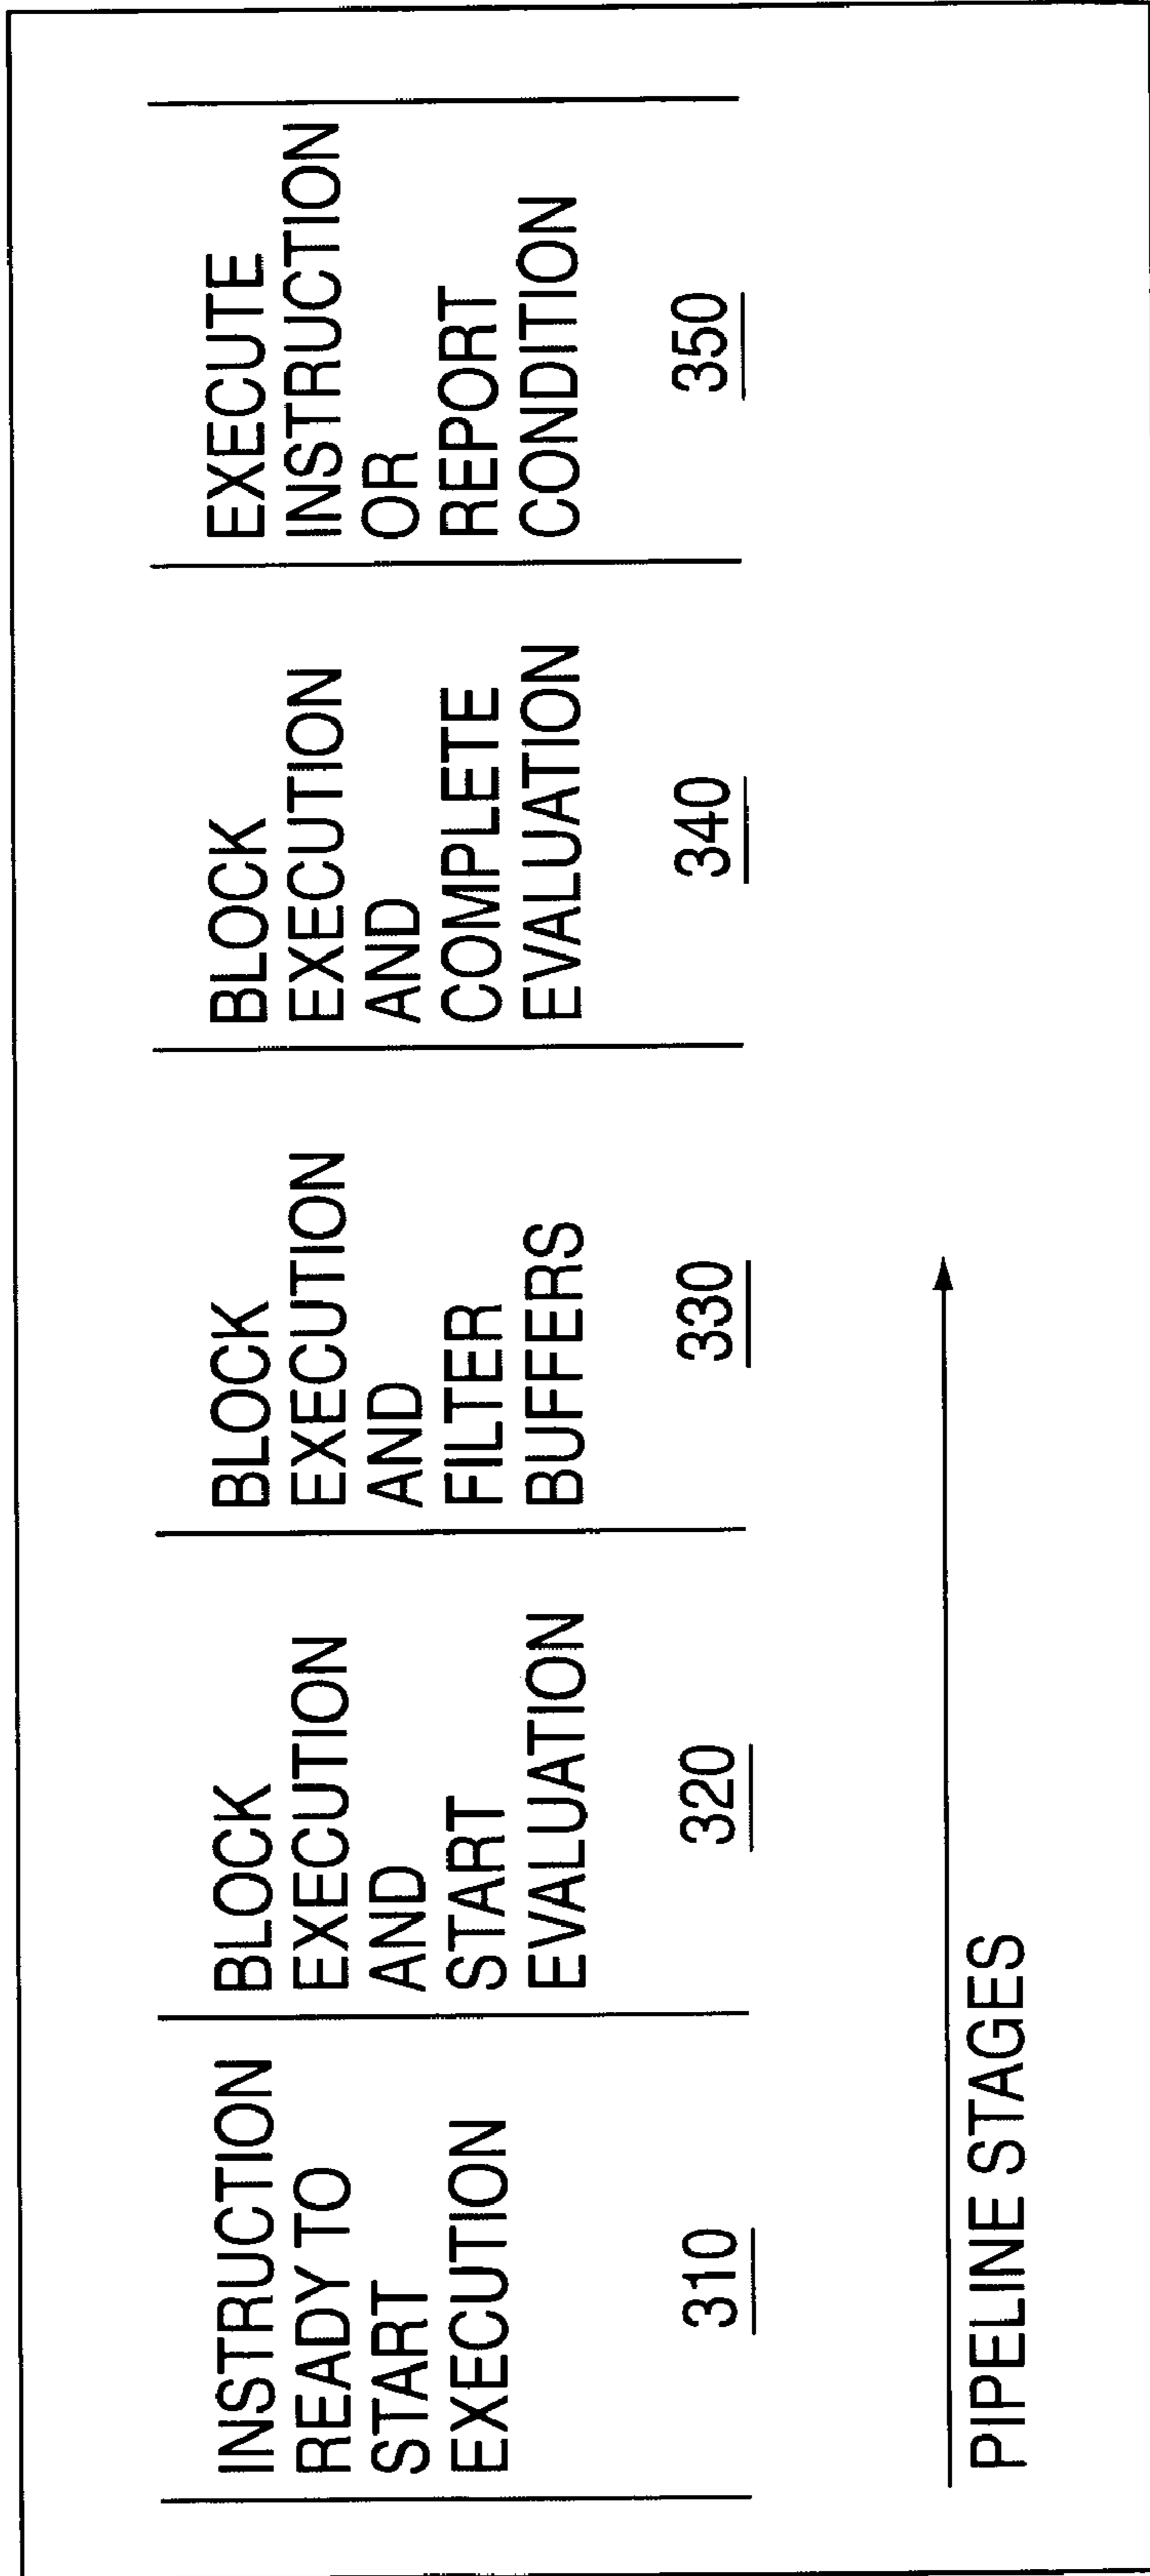 INSTRUCTION
READY TO
START
EXECUTION
310
BLOCK
EXECUTION
AND
START
EVALUATION
320
BLOCK
EXECUTION
AND
FILTER
BUFFERS
330
BLOCK
EXECUTION
AND
COMPLETE
EVALUATION
340
EXECUTE
INSTRUCTION
OR
REPORT
CONDITION
350
PIPELINE STAGES